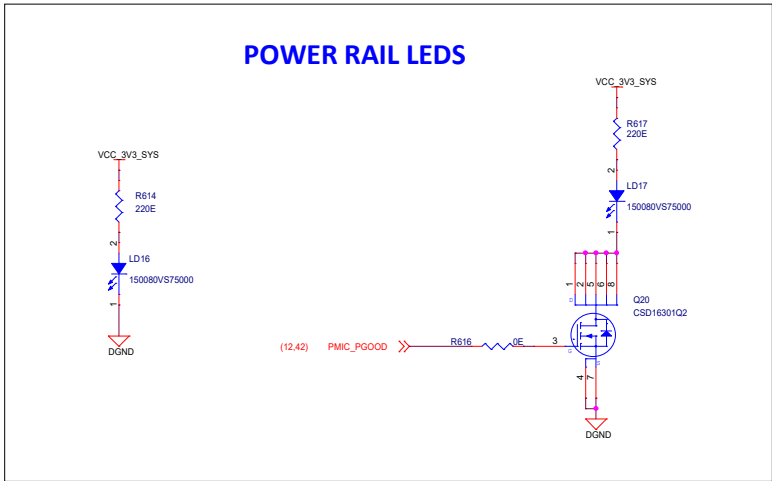 POWER RAIL LEDS
VCC_3V3_SYS
R617
220E
2
LD17
150080VS75000
1
VCC_3V3_SYS
R614
220E
2
LD16
150080VS75000
1
DGND
1
2
5
6
8
D
Q20
CSD16301Q2
(12,42) PMIC_PGOOD
R616
0E
3
G
S
4
7
DGND